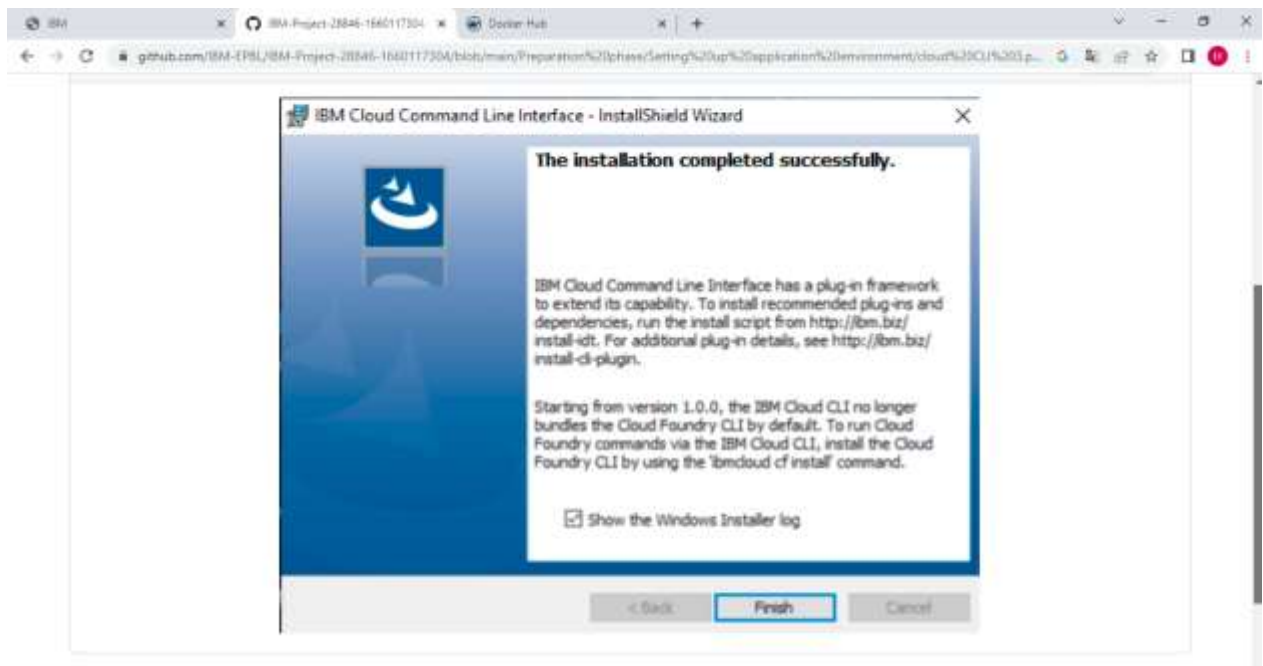 IBM
IBM-Project-28846-1660117304
Docker Hub
github.com/IBM-EPBL/IBM-Project-28846-1660117304/blob/main/Preparation%20phase/Setting%20up%20application%20environment/cloud%20CLI%205.p...
IBM Cloud Command Line Interface - InstallShield Wizard
The installation completed successfully.
IBM Cloud Command Line Interface has a plug-in framework
to extend its capability. To install recommended plug-ins and
dependencies, run the install script from http://ibm.biz/
install-idt. For additional plug-in details, see http://ibm.biz/
install-cli-plugin.
Starting from version 1.0.0, the IBM Cloud CLI no longer
bundles the Cloud Foundry CLI by default. To run Cloud
Foundry commands via the IBM Cloud CLI, install the Cloud
Foundry CLI by using the 'ibmcloud cf install' command.
Show the Windows Installer log
< Back
Finish
Cancel